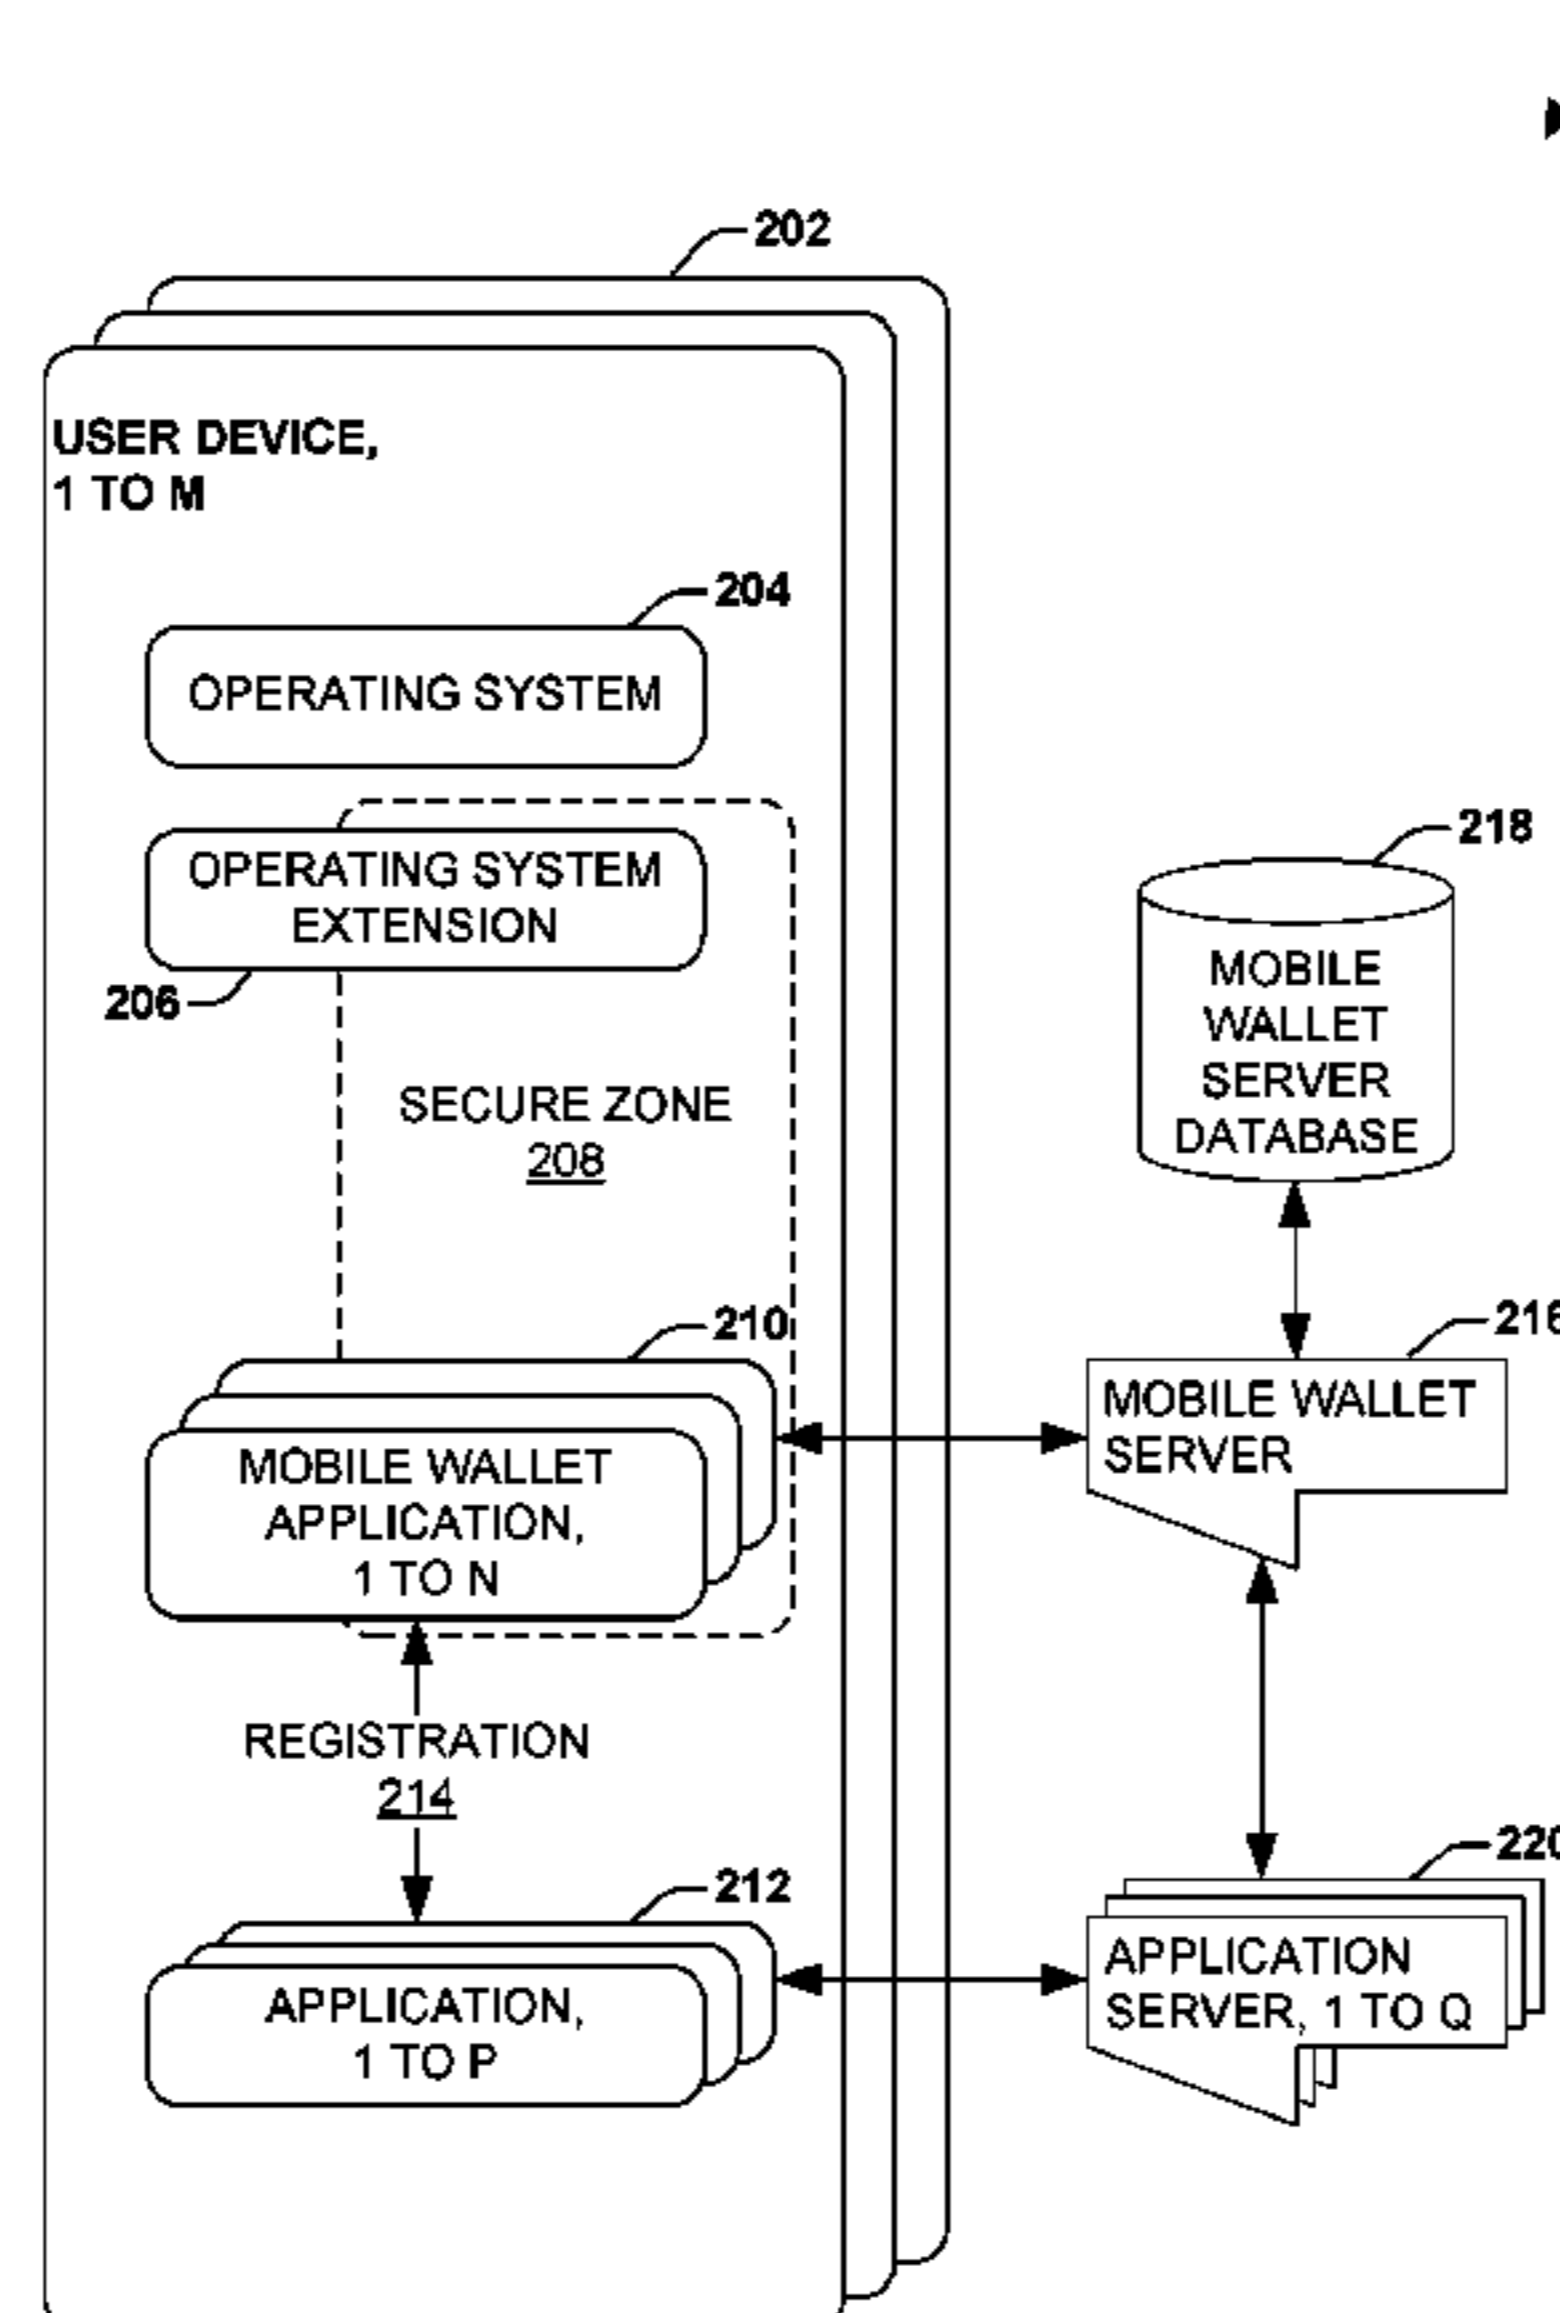 202
USER DEVICE,
1 TO M
204
OPERATING SYSTEM
OPERATING SYSTEM
EXTENSION
206
SECURE ZONE
208
218
MOBILE
WALLET
SERVER
DATABASE
210
216
MOBILE WALLET
SERVER
MOBILE WALLET
APPLICATION,
1 TO N
REGISTRATION
214
212
220
APPLICATION,
1 TO P
APPLICATION
SERVER, 1 TO Q